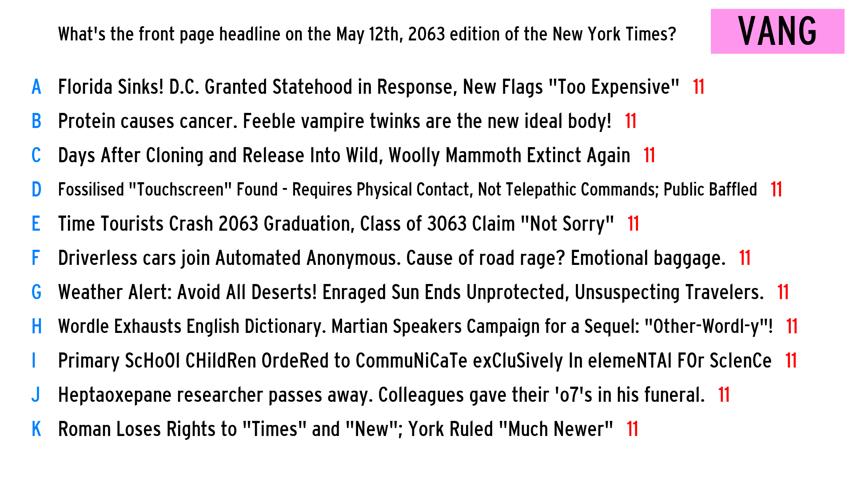 What's the front page headline on the May 12th, 2063 edition of the New York Times? VANG
A Florida Sinks! D.C. Granted Statehood in Response, New Flags "Too Expensive" 11
B Protein causes cancer. Feeble vampire twinks are the new ideal body! 11
C Days After Cloning and Release Into Wild, Woolly Mammoth Extinct Again 11
D Fossilised "Touchscreen" Found - Requires Physical Contact, Not Telepathic Commands; Public Baffled 11
E Time Tourists Crash 2063 Graduation, Class of 3063 Claim "Not Sorry" 11
F Driverless cars join Automated Anonymous. Cause of road rage? Emotional baggage. 11
G Weather Alert: Avoid All Deserts! Enraged Sun Ends Unprotected, Unsuspecting Travelers. 11
H Wordle Exhausts English Dictionary. Martian Speakers Campaign for a Sequel: "Other-Wordl-y"! 11
I Primary ScHoOl CHildRen OrdeRed to CommuNiCaTe exCluSively In elemeNTAl FOr ScIenCe 11
J Heptaoxepane researcher passes away. Colleagues gave their 'o7's in his funeral. 11
K Roman Loses Rights to "Times" and "New"; York Ruled "Much Newer" 11